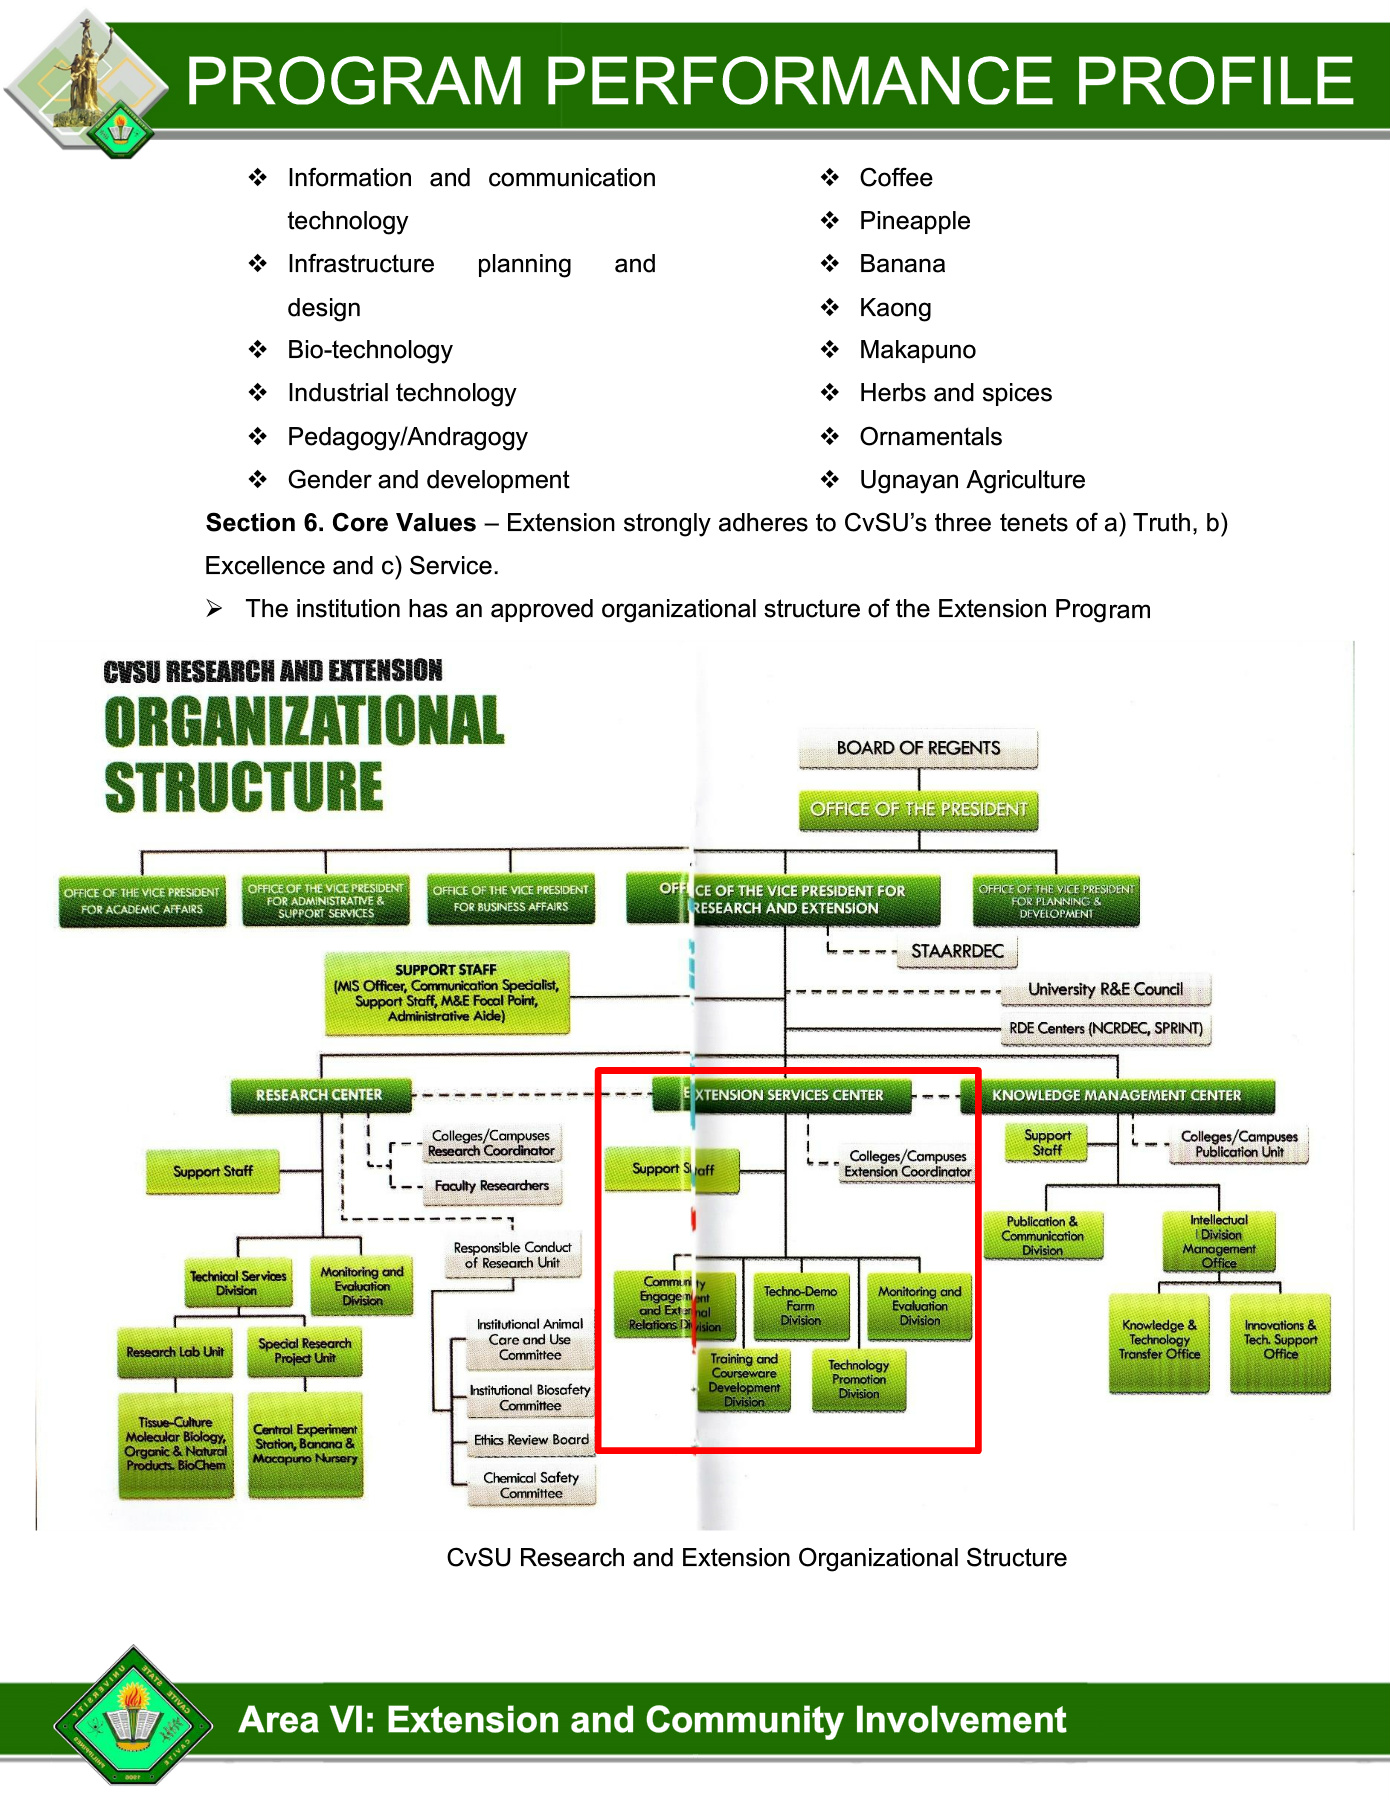 PROGRAM PERFORMANCE PROFILE
Information and communication
technology
Infrastructure planning and
design
Bio-technology
Industrial technology
Pedagogy/Andragogy
Gender and development
Coffee
Pineapple
Banana
Kaong
Makapuno
Herbs and spices
Ornamentals
Ugnayan Agriculture
Section 6. Core Values – Extension strongly adheres to CvSU's three tenets of a) Truth, b)
Excellence and c) Service.
The institution has an approved organizational structure of the Extension Program
CVSU RESEARCH AND EXTENSION
ORGANIZATIONAL
STRUCTURE
BOARD OF REGENTS
OFFICE OF THE PRESIDENT
OFFICE OF THE VICE PRESIDENT
FOR ACADEMIC AFFAIRS
OFFICE OF THE VICE PRESIDENT
FOR ADMINISTRATIVE &
SUPPORT SERVICES
OFFICE OF THE VICE PRESIDENT
FOR BUSINESS AFFAIRS
OFFICE OF THE VICE PRESIDENT FOR
RESEARCH AND EXTENSION
OFFICE OF THE VICE PRESIDENT
FOR PLANNING &
DEVELOPMENT
STAARRDEC
SUPPORT STAFF
(MIS Officer, Communication Specialist,
Support Staff, M&E Focal Point,
Administrative Aide)
University R&E Council
RDE Centers (NCRDEC, SPRINT)
RESEARCH CENTER
EXTENSION SERVICES CENTER
KNOWLEDGE MANAGEMENT CENTER
Support Staff
Colleges/Campuses
Research Coordinator
Faculty Researchers
Responsible Conduct
of Research Unit
Technical Services
Division
Monitoring and
Evaluation
Division
Research Lab Unit
Special Research
Project Unit
Tissue-Culture
Molecular Biology,
Organic & Natural
Products. BioChem
Central Experiment
Station, Banana &
Macapuno Nursery
Institutional Animal
Care and Use
Committee
Institutional Biosafety
Committee
Ethics Review Board
Chemical Safety
Committee
Support Staff
Colleges/Campuses
Extension Coordinator
Community
Engagement
and External
Relations Division
Techno-Demo
Farm
Division
Monitoring and
Evaluation
Division
Training and
Courseware
Development
Division
Technology
Promotion
Division
Support
Staff
Colleges/Campuses
Publication Unit
Publication &
Communication
Division
Intellectual
Division
Management
Office
Knowledge &
Technology
Transfer Office
Innovations &
Tech. Support
Office
CvSU Research and Extension Organizational Structure
CAVITE STATE UNIVERSITY
CAVITE PHILIPPINES
Area VI: Extension and Community Involvement